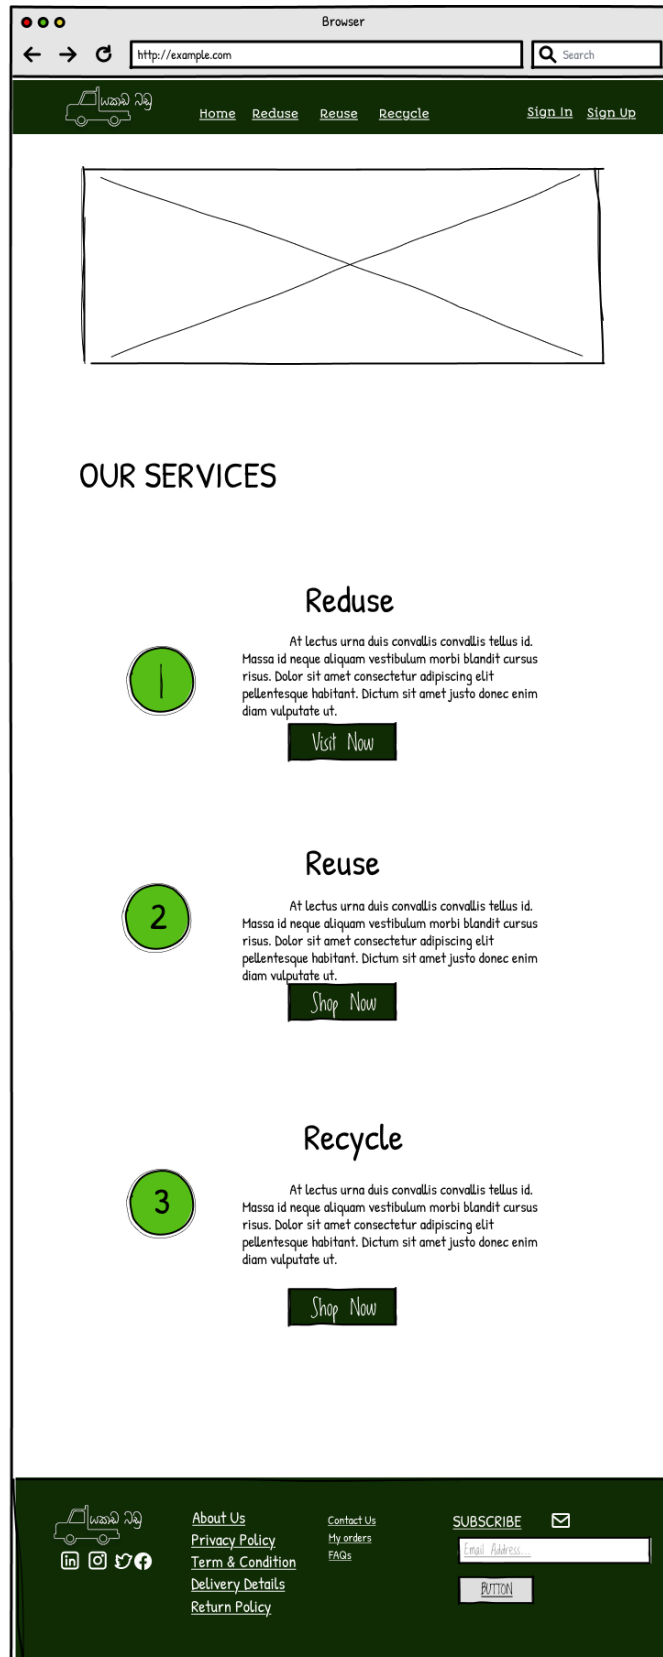 Browser
http://example.com
Search
යකඩ බඩු
Home Reduse Reuse Recycle
Sign In Sign Up
OUR SERVICES
Reduse
At lectus urna duis convallis convallis tellus id.
Massa id neque aliquam vestibulum morbi blandit cursus
risus. Dolor sit amet consectetur adipiscing elit
pellentesque habitant. Dictum sit amet justo donec enim
diam vulputate ut.
1
Visit Now
Reuse
At lectus urna duis convallis convallis tellus id.
Massa id neque aliquam vestibulum morbi blandit cursus
risus. Dolor sit amet consectetur adipiscing elit
pellentesque habitant. Dictum sit amet justo donec enim
diam vulputate ut.
2
Shop Now
Recycle
At lectus urna duis convallis convallis tellus id.
Massa id neque aliquam vestibulum morbi blandit cursus
risus. Dolor sit amet consectetur adipiscing elit
pellentesque habitant. Dictum sit amet justo donec enim
diam vulputate ut.
3
Shop Now
යකඩ බඩු
About Us
Privacy Policy
Term & Condition
Delivery Details
Return Policy
Contact Us
My orders
FAQs
SUBSCRIBE
Email Address...
BUTTON